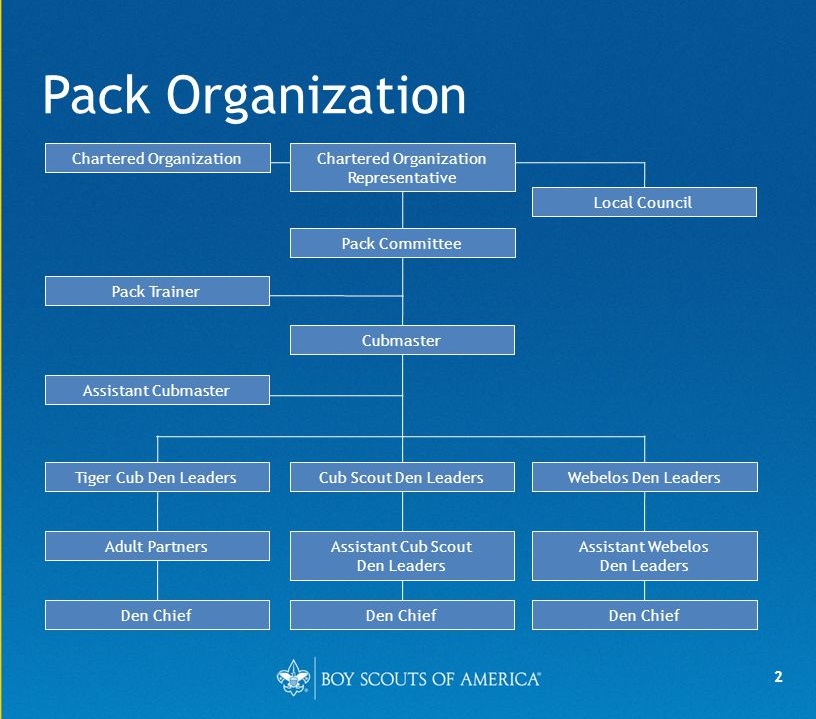 Pack Organization
Chartered Organization
Chartered Organization
Representative
Local Council
Pack Committee
Pack Trainer
Cubmaster
Assistant Cubmaster
Tiger Cub Den Leaders
Cub Scout Den Leaders
Webelos Den Leaders
Adult Partners
Assistant Cub Scout
Den Leaders
Assistant Webelos
Den Leaders
Den Chief
Den Chief
Den Chief
BOY SCOUTS OF AMERICA®
2